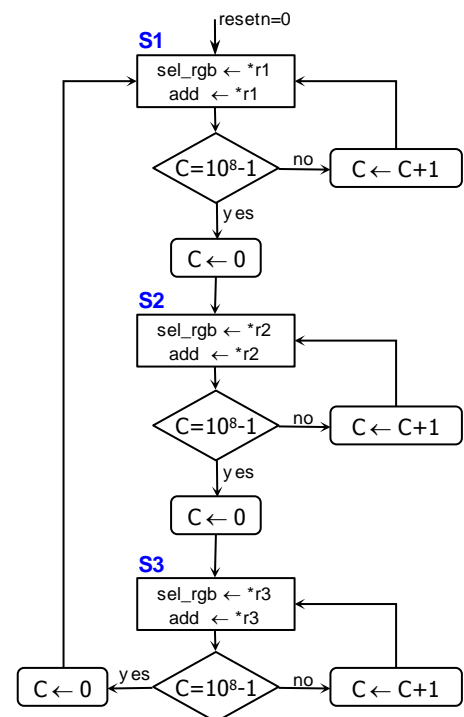 resetn=0
S1
sel_rgb ← *r1
add ← *r1
C=10⁸-1
no
C ← C+1
yes
C ← 0
S2
sel_rgb ← *r2
add ← *r2
C=10⁸-1
no
C ← C+1
yes
C ← 0
S3
sel_rgb ← *r3
add ← *r3
C ← 0
yes
C=10⁸-1
no
C ← C+1